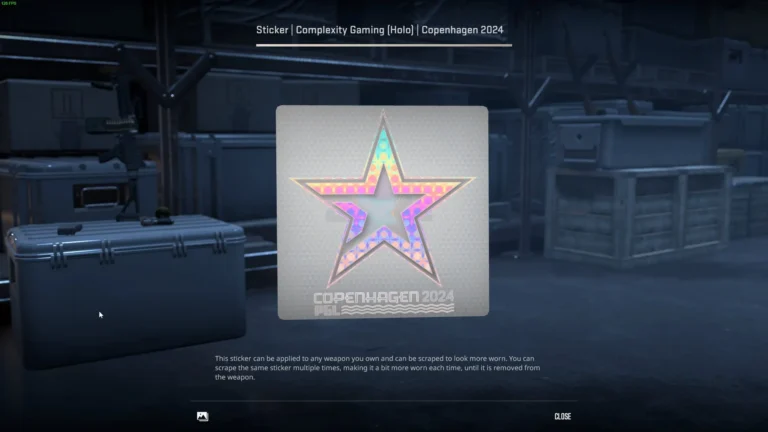 Sticker | Complexity Gaming (Holo) | Copenhagen 2024
COPENHAGEN 2024
PGL
This sticker can be applied to any weapon you own and can be scraped to look more worn. You can
scrape the same sticker multiple times, making it a bit more worn each time, until it is removed from
the weapon.
CLOSE